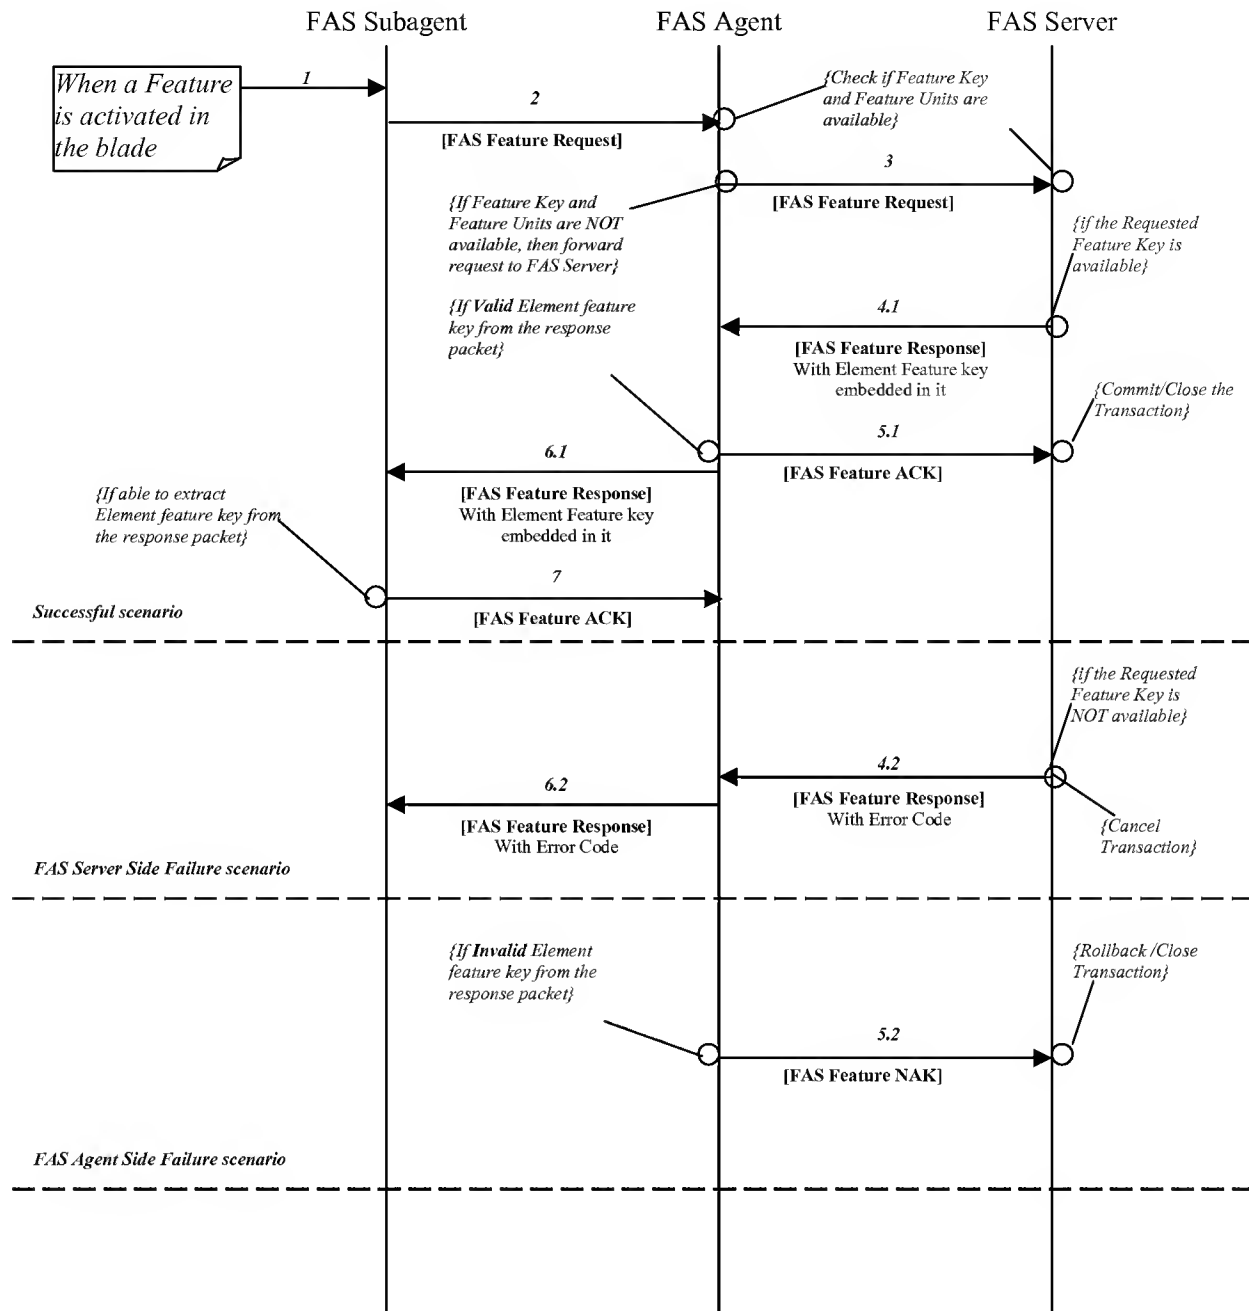 FAS Subagent
FAS Agent
FAS Server
When a Feature
is activated in
the blade
1
2
[FAS Feature Request]
{Check if Feature Key
and Feature Units are
available}
3
[FAS Feature Request]
{If Feature Key and
Feature Units are NOT
available, then forward
request to FAS Server}
{if the Requested
Feature Key is
available}
{If Valid Element feature
key from the response
packet}
4.1
[FAS Feature Response]
With Element Feature key
embedded in it
{Commit/Close the
Transaction}
5.1
[FAS Feature ACK]
6.1
[FAS Feature Response]
With Element Feature key
embedded in it
{If able to extract
Element feature key from
the response packet}
7
[FAS Feature ACK]
Successful scenario
{if the Requested
Feature Key is
NOT available}
4.2
[FAS Feature Response]
With Error Code
6.2
[FAS Feature Response]
With Error Code
{Cancel
Transaction}
FAS Server Side Failure scenario
{If Invalid Element
feature key from the
response packet}
{Rollback /Close
Transaction}
5.2
[FAS Feature NAK]
FAS Agent Side Failure scenario